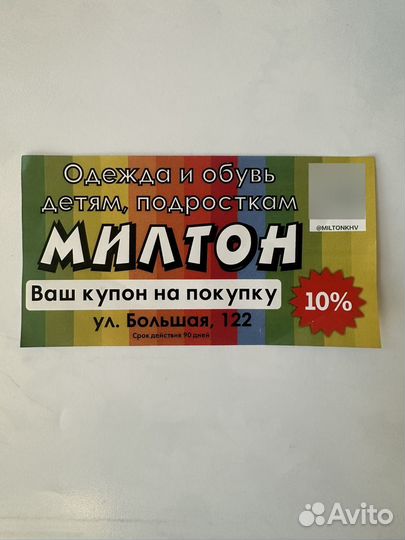 Одежда и обувь
детям, подросткам
@MILTONKHV
МИЛТОН
Ваш купон на покупку
10%
ул. Большая, 122
Срок действия 90 дней
Avito